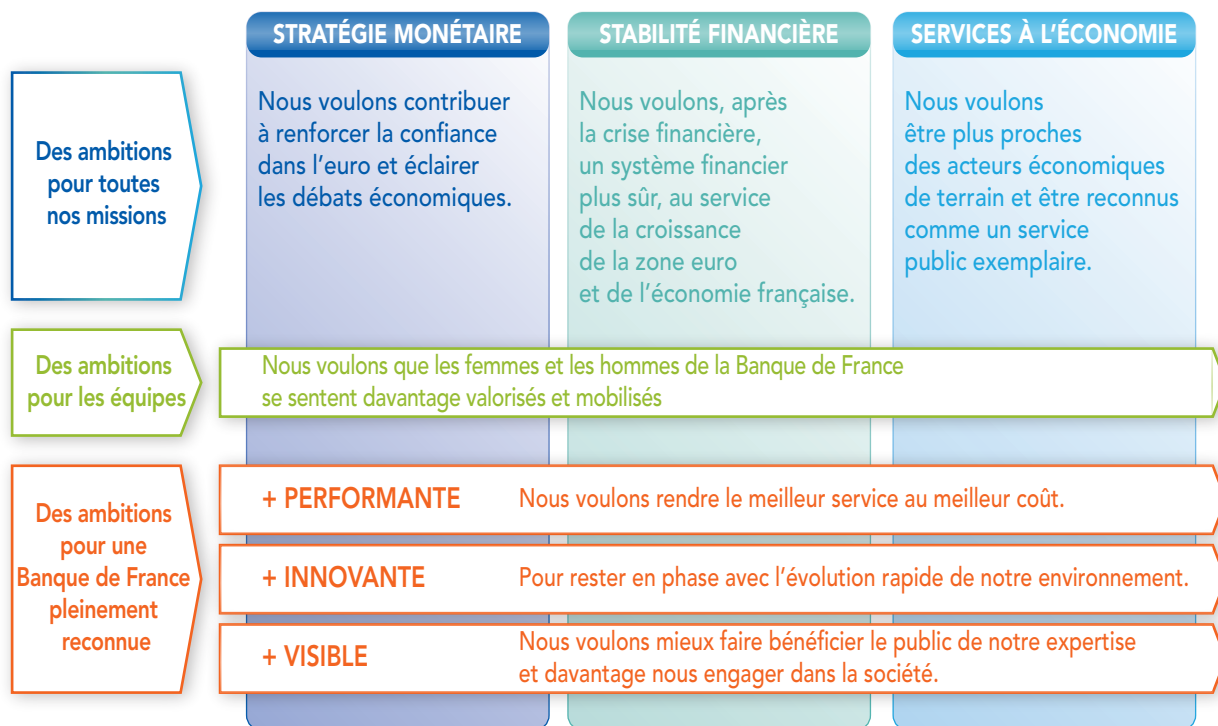 STRATÉGIE MONÉTAIRE
STABILITÉ FINANCIÈRE
SERVICES À L’ÉCONOMIE
Des ambitions
pour toutes
nos missions
Nous voulons contribuer
à renforcer la confiance
dans l’euro et éclairer
les débats économiques.
Nous voulons, après
la crise financière,
un système financier
plus sûr, au service
de la croissance
de la zone euro
et de l’économie française.
Nous voulons
être plus proches
des acteurs économiques
de terrain et être reconnus
comme un service
public exemplaire.
Des ambitions
pour les équipes
Nous voulons que les femmes et les hommes de la Banque de France
se sentent davantage valorisés et mobilisés
Des ambitions
pour une
Banque de France
pleinement
reconnue
+ PERFORMANTE
Nous voulons rendre le meilleur service au meilleur coût.
+ INNOVANTE
Pour rester en phase avec l’évolution rapide de notre environnement.
+ VISIBLE
Nous voulons mieux faire bénéficier le public de notre expertise
et davantage nous engager dans la société.